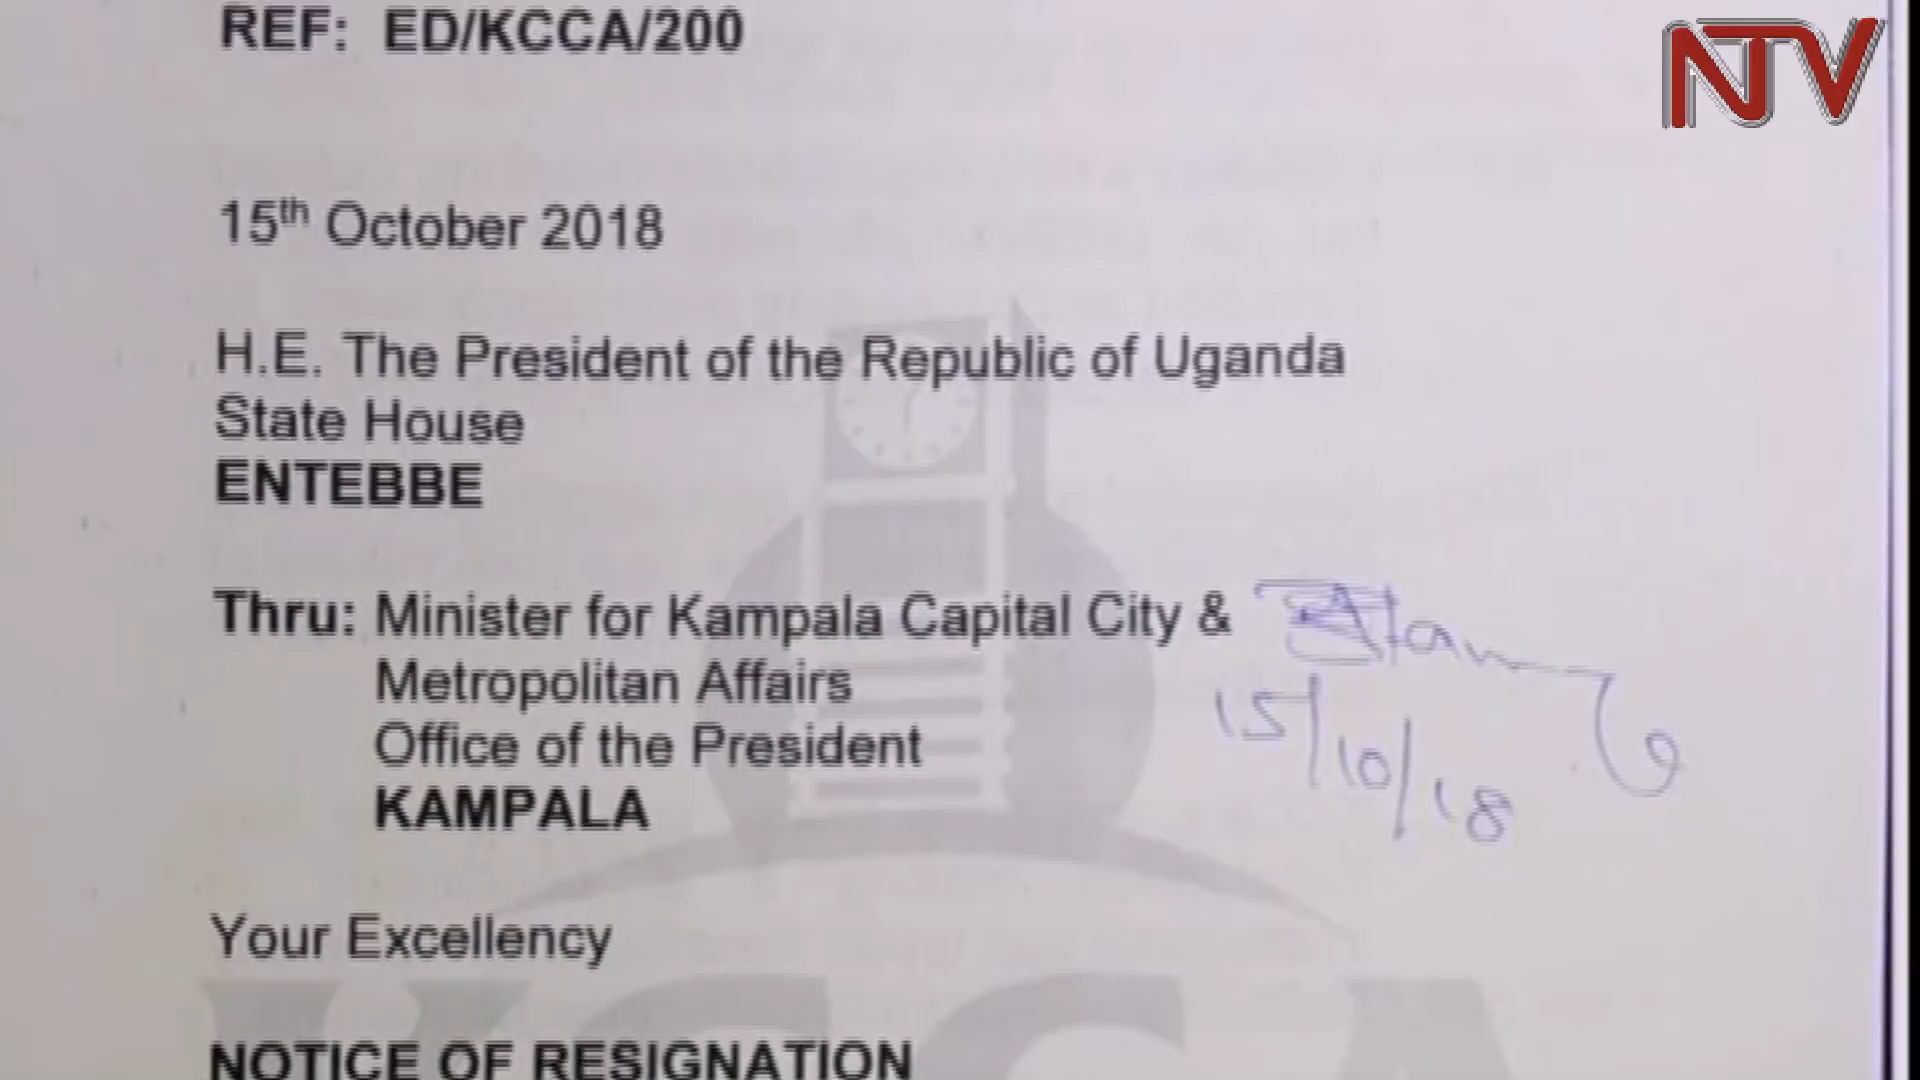 REF: ED/KCCA/200
NTV
15th October 2018
H.E. The President of the Republic of Uganda
State House
ENTEBBE
Thru: Minister for Kampala Capital City &
Metropolitan Affairs
Office of the President
KAMPALA
15/10/18
Your Excellency
KCCA
NOTICE OF RESIGNATION